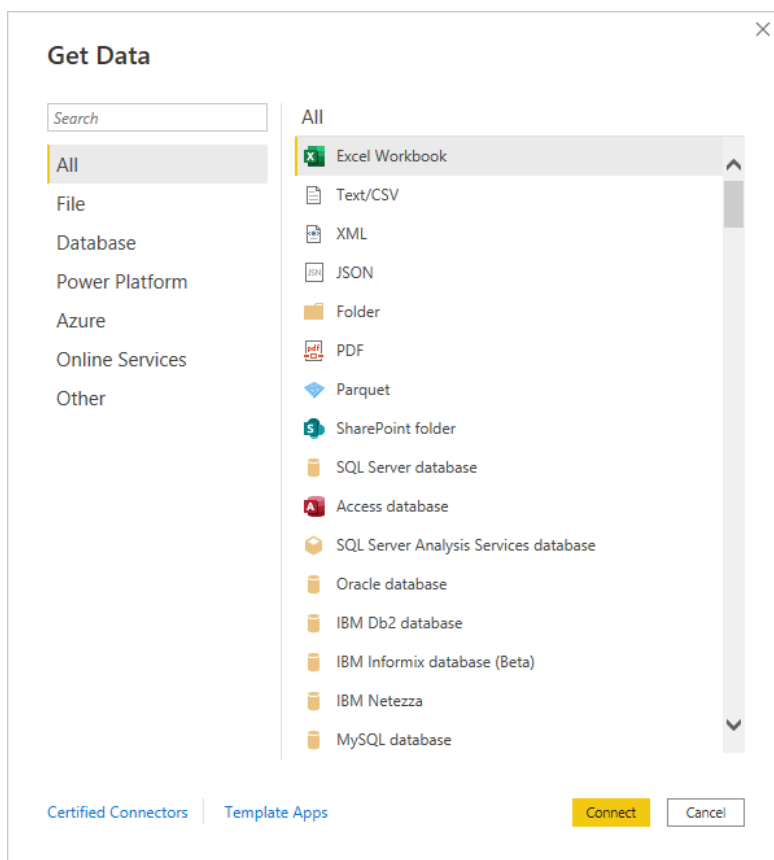 Get Data
Search
All
File
Database
Power Platform
Azure
Online Services
Other
All
Excel Workbook
Text/CSV
XML
JSN JSON
Folder
pdf PDF
Parquet
S SharePoint folder
SQL Server database
A Access database
SQL Server Analysis Services database
Oracle database
IBM Db2 database
IBM Informix database (Beta)
IBM Netezza
MySQL database
Certified Connectors
Template Apps
Connect
Cancel